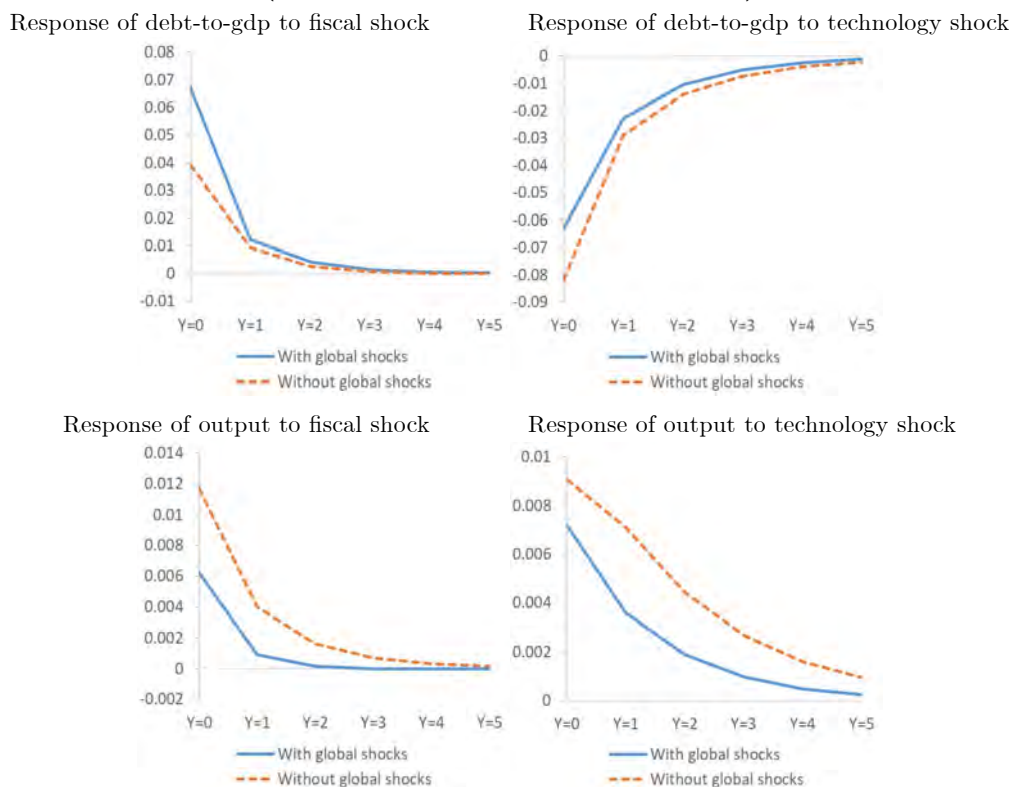 Response of debt-to-gdp to fiscal shock
0.08
0.07
0.06
0.05
0.04
0.03
0.02
0.01
0
-0.01
Y=0 Y=1 Y=2 Y=3 Y=4 Y=5
With global shocks
Without global shocks
Response of debt-to-gdp to technology shock
0
-0.01
-0.02
-0.03
-0.04
-0.05
-0.06
-0.07
-0.08
-0.09
Y=0 Y=1 Y=2 Y=3 Y=4 Y=5
With global shocks
Without global shocks
Response of output to fiscal shock
0.014
0.012
0.01
0.008
0.006
0.004
0.002
0
-0.002
Y=0 Y=1 Y=2 Y=3 Y=4 Y=5
With global shocks
Without global shocks
Response of output to technology shock
0.01
0.008
0.006
0.004
0.002
0
Y=0 Y=1 Y=2 Y=3 Y=4 Y=5
With global shocks
Without global shocks